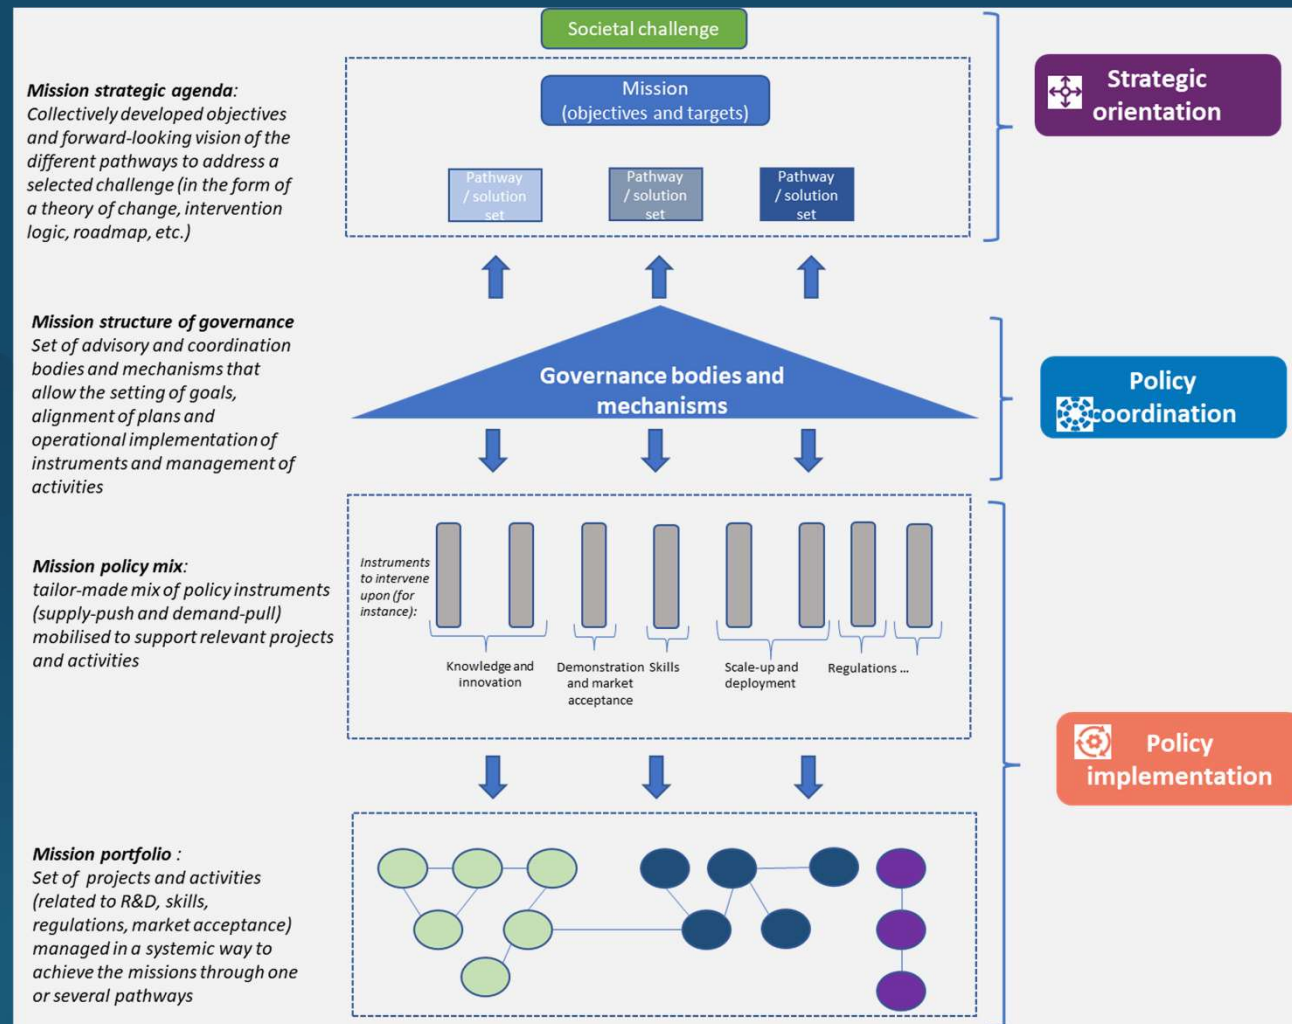 Societal challenge
Mission strategic agenda:
Collectively developed objectives
and forward-looking vision of the
different pathways to address a
selected challenge (in the form of
a theory of change, intervention
logic, roadmap, etc.)
Mission
(objectives and targets)
Pathway
/ solution
set
Pathway
/ solution
set
Pathway
/ solution
set
Strategic
orientation
Mission structure of governance
Set of advisory and coordination
bodies and mechanisms that
allow the setting of goals,
alignment of plans and
operational implementation of
instruments and management of
activities
Governance bodies and
mechanisms
Policy
coordination
Mission policy mix:
tailor-made mix of policy instruments
(supply-push and demand-pull)
mobilised to support relevant projects
and activities
Instruments
to intervene
upon (for
instance):
Knowledge and
innovation
Demonstration
and market
acceptance
Skills
Scale-up and
deployment
Regulations ...
Policy
implementation
Mission portfolio :
Set of projects and activities
(related to R&D, skills,
regulations, market acceptance)
managed in a systemic way to
achieve the missions through one
or several pathways